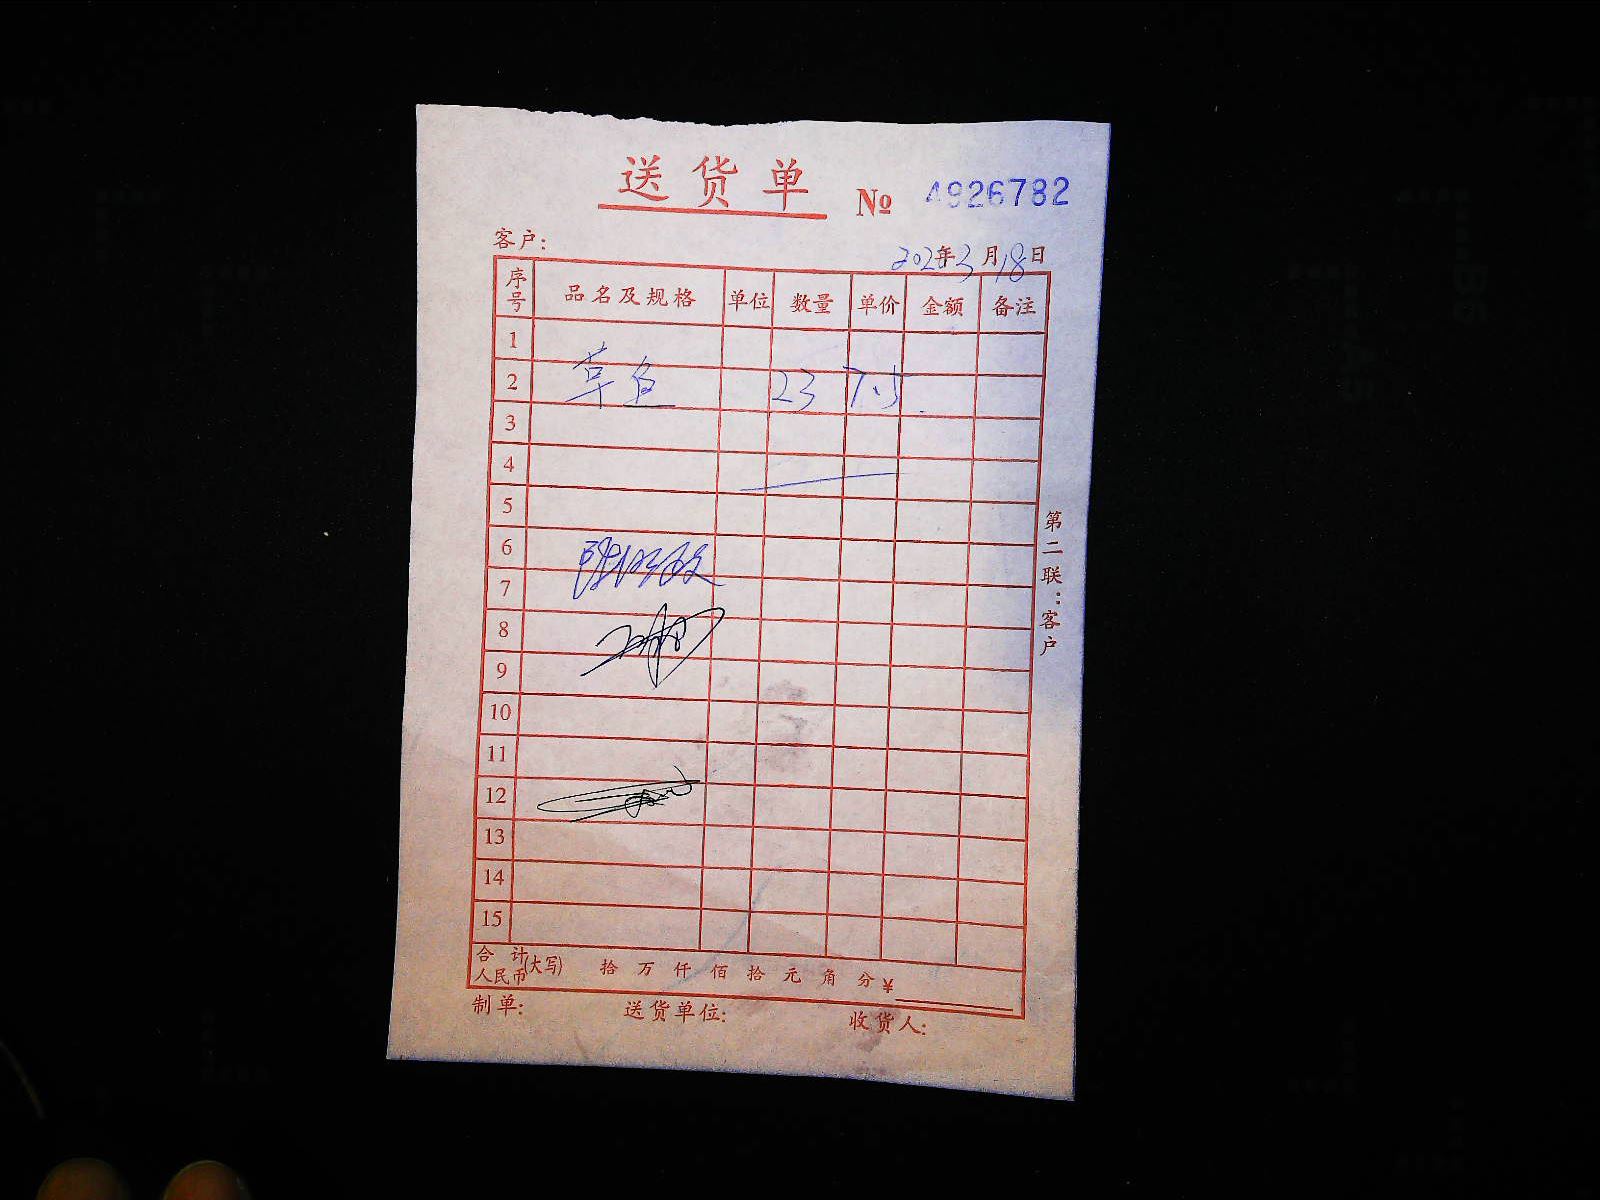 送货单 № 4926782
客户: 202年3月18日
序号 品名及规格 单位 数量 单价 金额 备注
1
2 草鱼 23 7.5
3
4
5
6
7
8
9
10
11
12
13
14
15
合计人民币(大写) 拾 万 仟 佰 拾 元 角 分 ¥
制单: 送货单位: 收货人:
第二联:客户